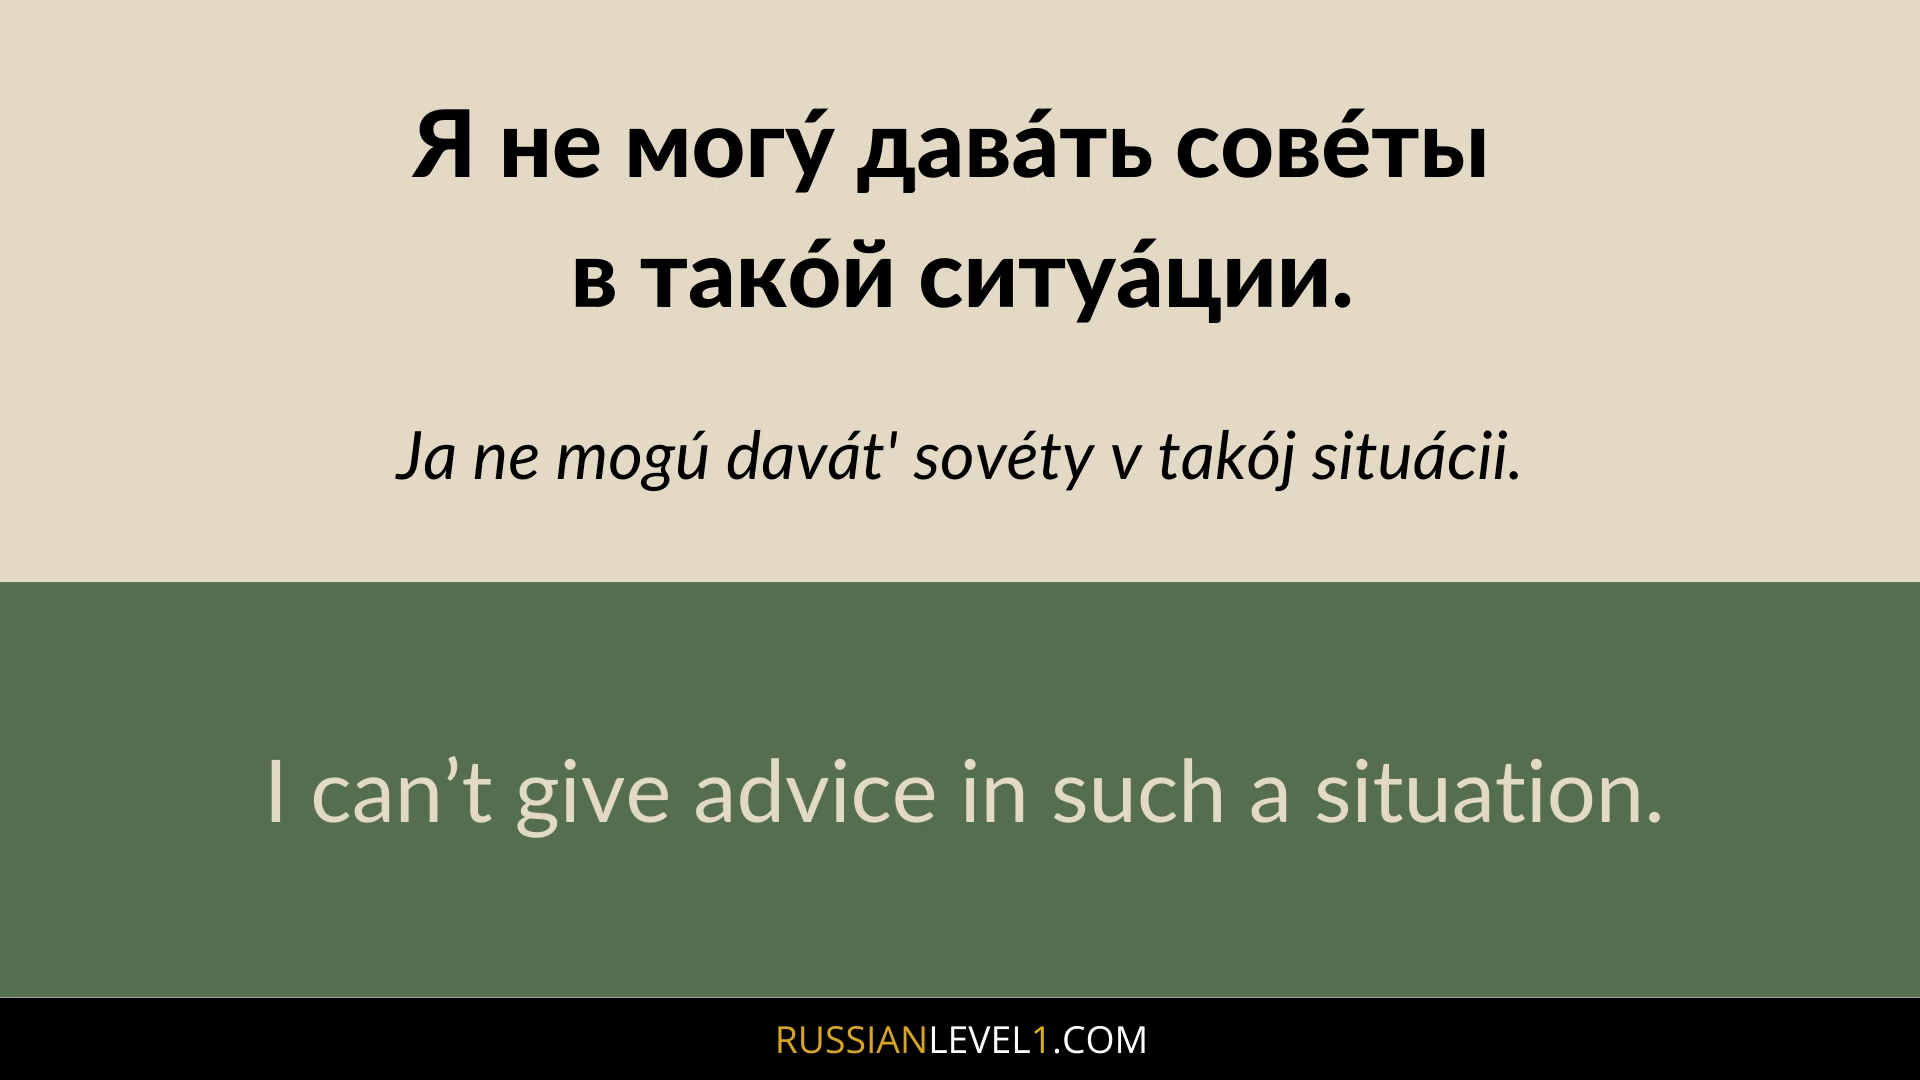 Я не могу́ дава́ть сове́ты
в тако́й ситуа́ции.
Ja ne mogú davát' sovéty v takój situácii.
I can’t give advice in such a situation.
RUSSIANLEVEL1.COM